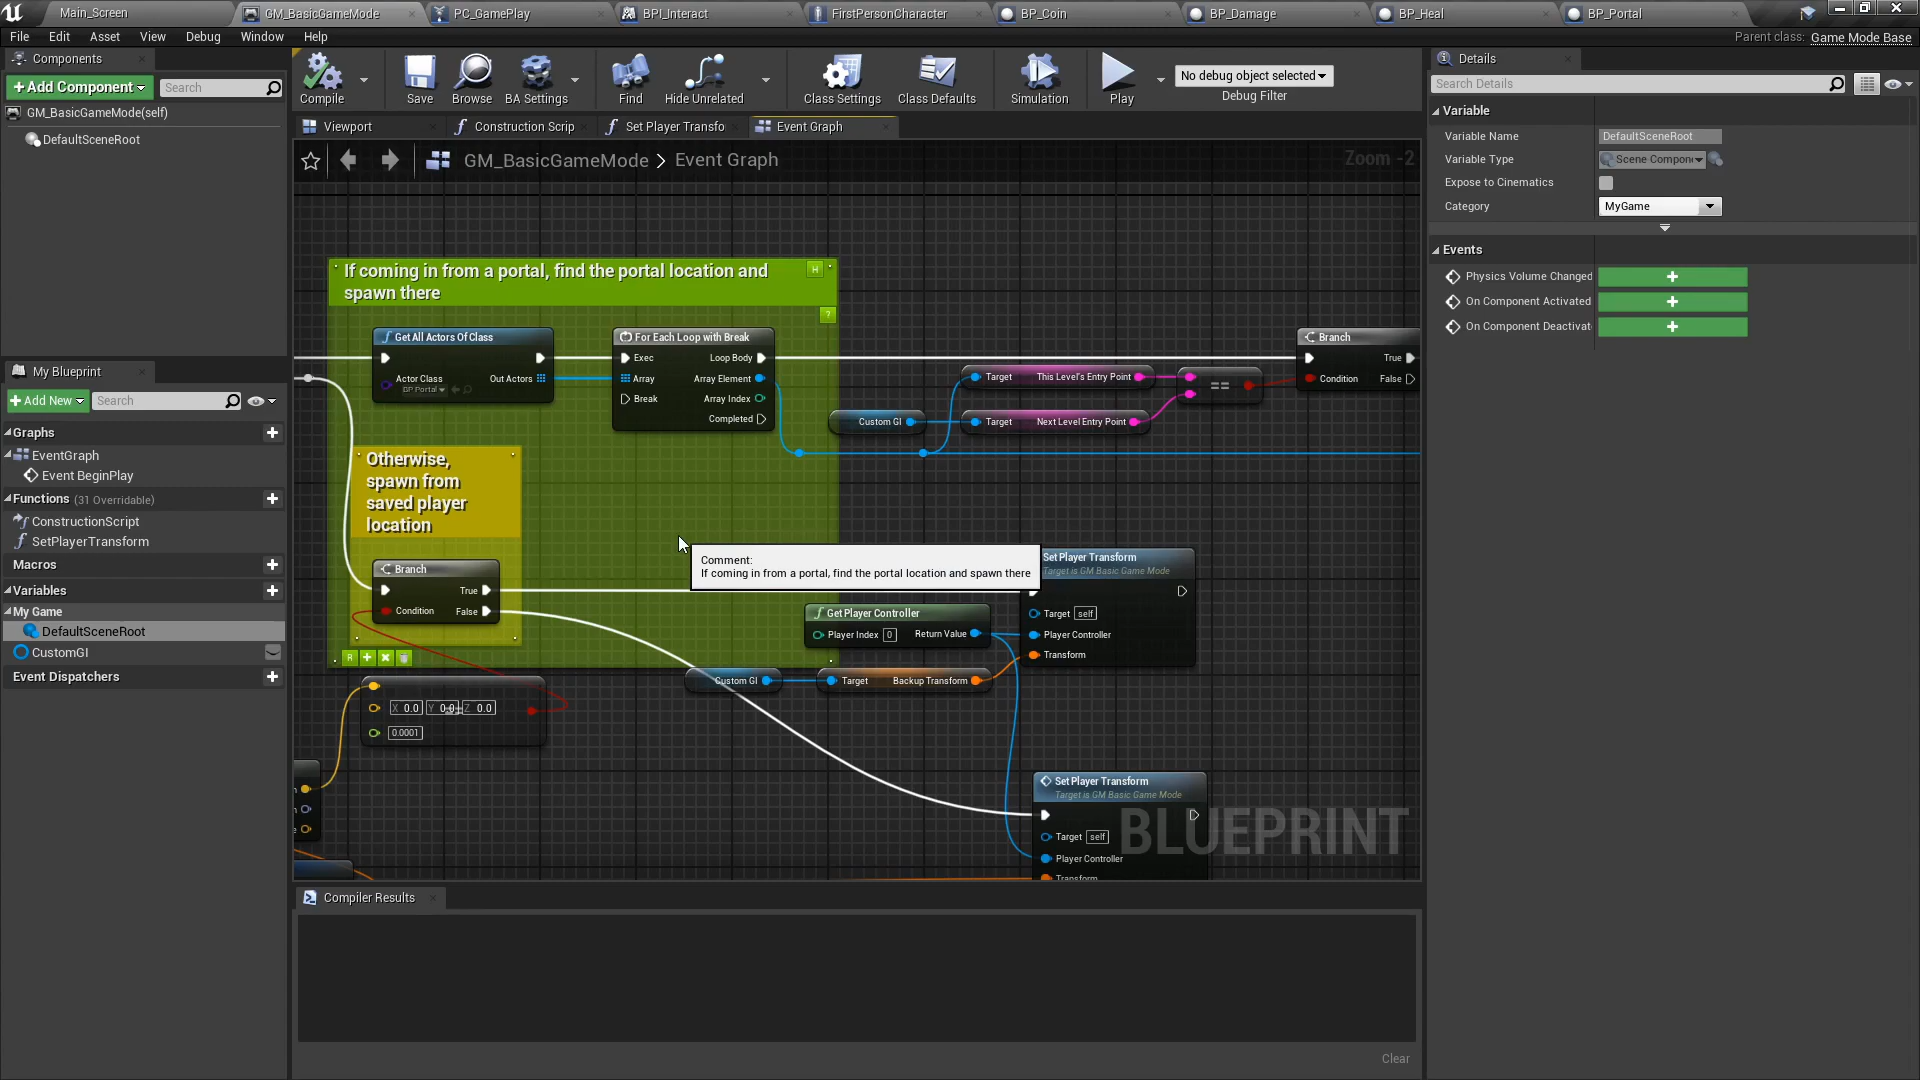 Main_Screen
GM_BasicGameMode
PC_GamePlay
BPI_Interact
FirstPersonCharacter
BP_Coin
BP_Damage
BP_Heal
BP_Portal
File Edit Asset View Debug Window Help
Parent class: Game Mode Base
Components
+Add Component
Search
GM_BasicGameMode(self)
DefaultSceneRoot
Compile
Save
Browse
BA Settings
Find
Hide Unrelated
Class Settings
Class Defaults
Simulation
Play
No debug object selected
Debug Filter
Viewport
Construction Scrip
Set Player Transfo
Event Graph
GM_BasicGameMode > Event Graph
Zoom -2
If coming in from a portal, find the portal location and
spawn there
H
?
Get All Actors Of Class
Actor Class
BP Portal
Out Actors
For Each Loop with Break
Exec
Loop Body
Array
Array Element
Break
Array Index
Completed
Target
This Level's Entry Point
==
Custom GI
Target
Next Level Entry Point
Branch
True
Condition
False
Otherwise,
spawn from
saved player
location
Branch
True
Condition
False
Comment:
If coming in from a portal, find the portal location and spawn there
Set Player Transform
Target is GM Basic Game Mode
Target self
Player Controller
Transform
Get Player Controller
Player Index 0
Return Value
Custom GI
Target
Backup Transform
R
X 0.0 Y 0.0 Z 0.0
==
0.0001
Set Player Transform
Target is GM Basic Game Mode
Target self
Player Controller
Transform
BLUEPRINT
My Blueprint
+Add New
Search
Graphs
EventGraph
Event BeginPlay
Functions (31 Overridable)
ConstructionScript
SetPlayerTransform
Macros
Variables
My Game
DefaultSceneRoot
CustomGI
Event Dispatchers
Compiler Results
Clear
Details
Search Details
Variable
Variable Name
DefaultSceneRoot
Variable Type
Scene Compon
Expose to Cinematics
Category
MyGame
Events
Physics Volume Changed
On Component Activated
On Component Deactivat